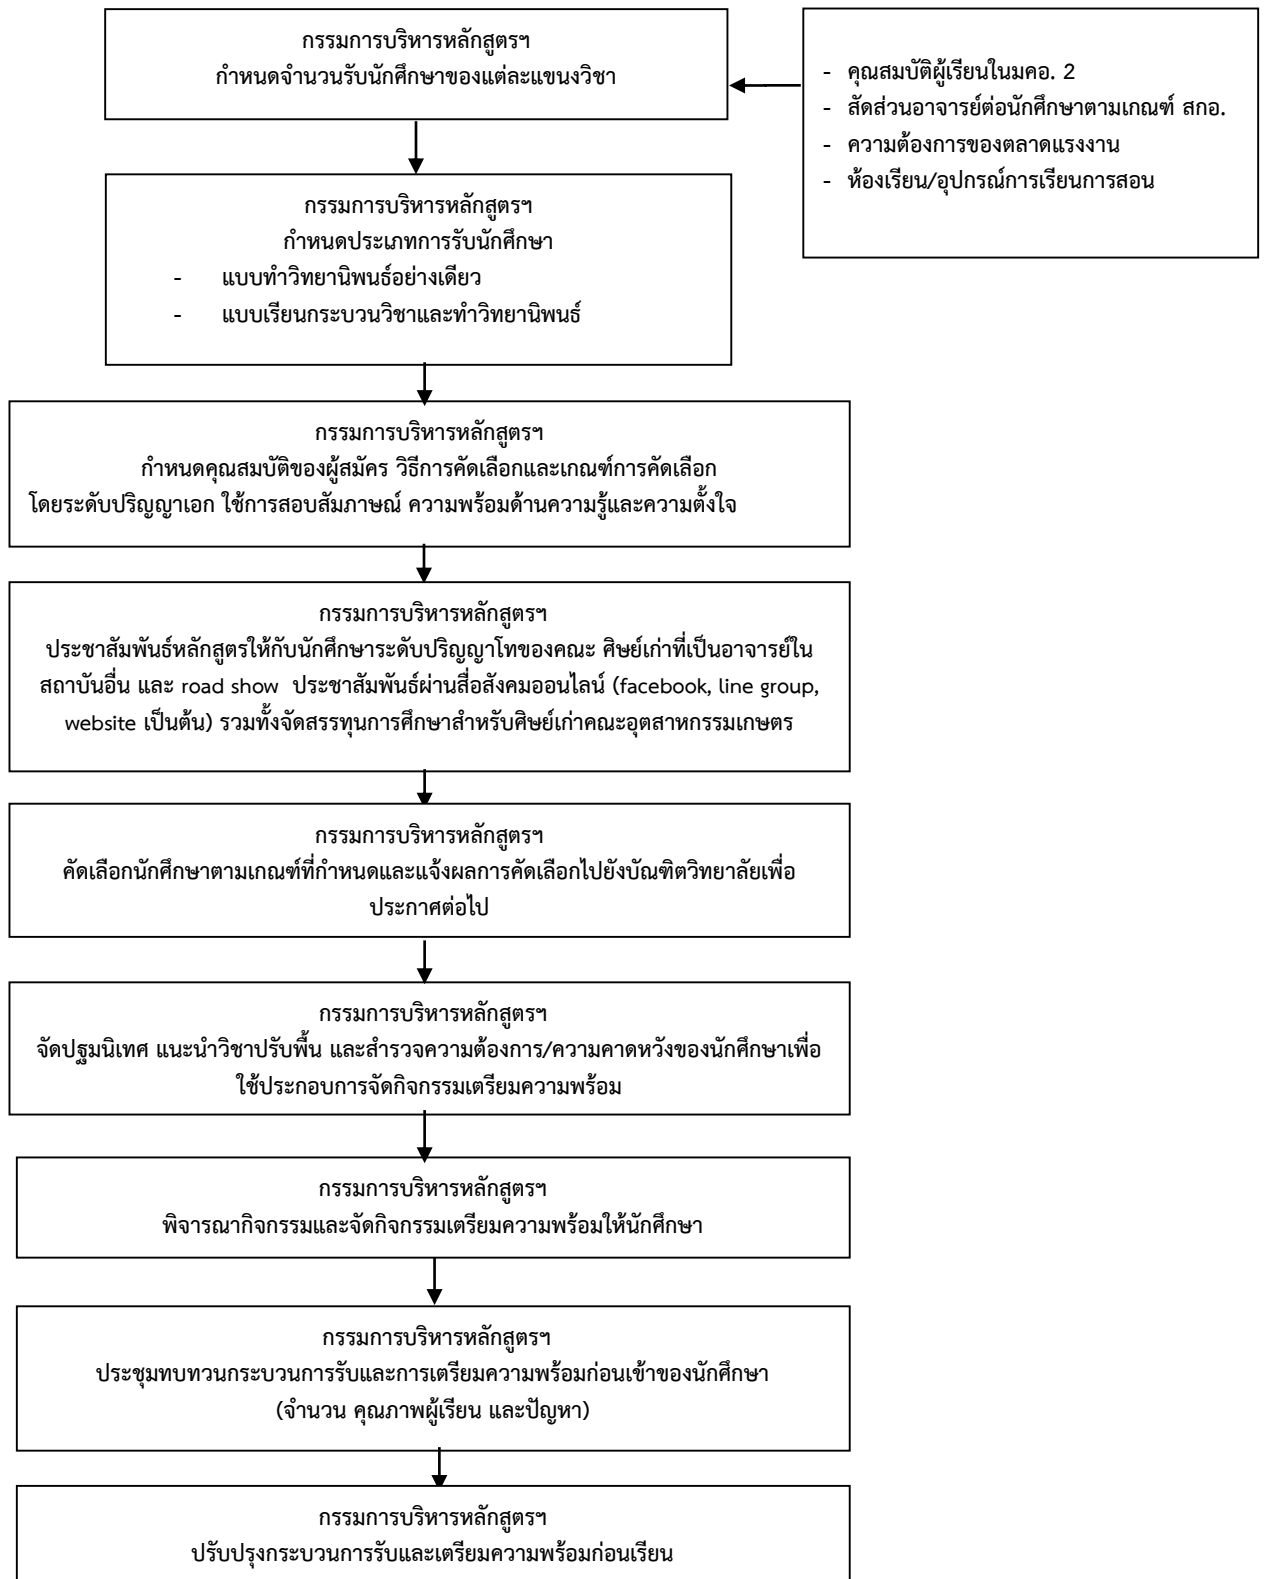 กรรมการบริหารหลักสูตรฯ
กำหนดจำนวนรับนักศึกษาของแต่ละแขนงวิชา
- คุณสมบัติผู้เรียนในมคอ. 2
- สัดส่วนอาจารย์ต่อนักศึกษาตามเกณฑ์ สกอ.
- ความต้องการของตลาดแรงงาน
- ห้องเรียน/อุปกรณ์การเรียนการสอน
กรรมการบริหารหลักสูตรฯ
กำหนดประเภทการรับนักศึกษา
- แบบทำวิทยานิพนธ์อย่างเดียว
- แบบเรียนกระบวนวิชาและทำวิทยานิพนธ์
กรรมการบริหารหลักสูตรฯ
กำหนดคุณสมบัติของผู้สมัคร วิธีการคัดเลือกและเกณฑ์การคัดเลือก
โดยระดับปริญญาเอก ใช้การสอบสัมภาษณ์ ความพร้อมด้านความรู้และความตั้งใจ
กรรมการบริหารหลักสูตรฯ
ประชาสัมพันธ์หลักสูตรให้กับนักศึกษาระดับปริญญาโทของคณะ ศิษย์เก่าที่เป็นอาจารย์ใน
สถาบันอื่น และ road show ประชาสัมพันธ์ผ่านสื่อสังคมออนไลน์ (facebook, line group,
website เป็นต้น) รวมทั้งจัดสรรทุนการศึกษาสำหรับศิษย์เก่าคณะอุตสาหกรรมเกษตร
กรรมการบริหารหลักสูตรฯ
คัดเลือกนักศึกษาตามเกณฑ์ที่กำหนดและแจ้งผลการคัดเลือกไปยังบัณฑิตวิทยาลัยเพื่อ
ประกาศต่อไป
กรรมการบริหารหลักสูตรฯ
จัดปฐมนิเทศ แนะนำวิชาปรับพื้น และสำรวจความต้องการ/ความคาดหวังของนักศึกษาเพื่อ
ใช้ประกอบการจัดกิจกรรมเตรียมความพร้อม
กรรมการบริหารหลักสูตรฯ
พิจารณากิจกรรมและจัดกิจกรรมเตรียมความพร้อมให้นักศึกษา
กรรมการบริหารหลักสูตรฯ
ประชุมทบทวนกระบวนการรับและการเตรียมความพร้อมก่อนเข้าของนักศึกษา
(จำนวน คุณภาพผู้เรียน และปัญหา)
กรรมการบริหารหลักสูตรฯ
ปรับปรุงกระบวนการรับและเตรียมความพร้อมก่อนเรียน